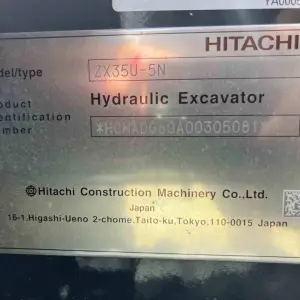 YA0005
HITACHI
del/type ZX35U-5N
oduct
entification
mber
Hydraulic Excavator
Hitachi Construction Machinery Co.,Ltd.
Japan
16-1.Higashi-Ueno 2-chome.Taito-ku.Tokyo.110-0015 Japan